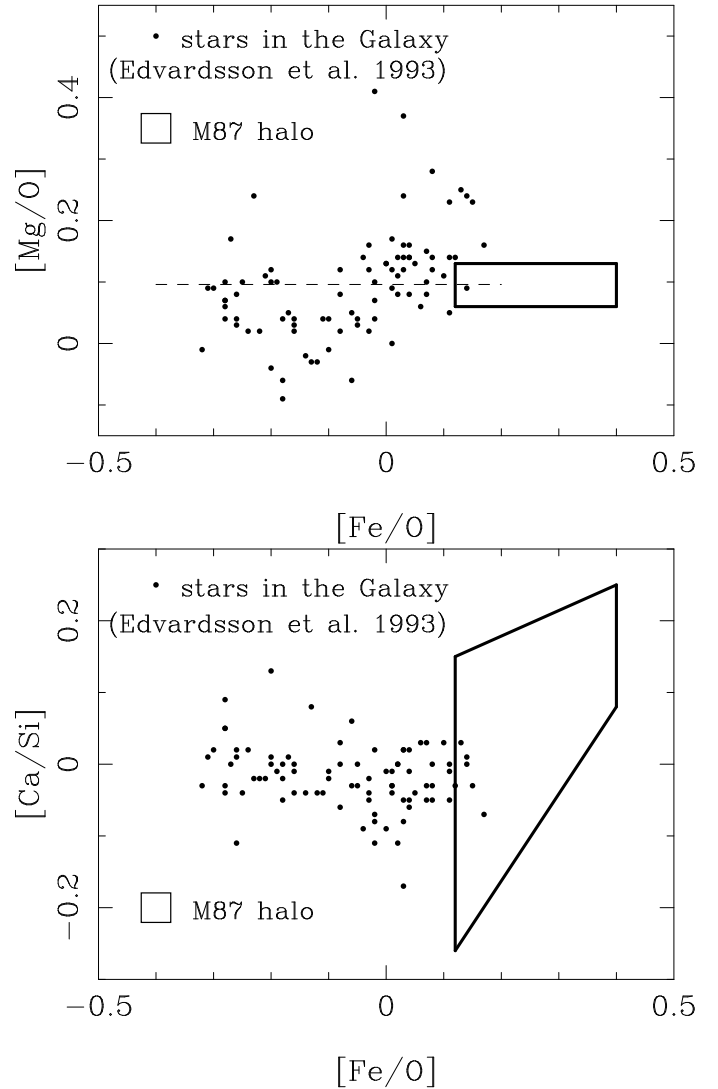 stars in the Galaxy
(Edvardsson et al. 1993)
M87 halo
[Mg/O]
0.4
0.2
0
−0.5 0 0.5
[Fe/O]
stars in the Galaxy
(Edvardsson et al. 1993)
M87 halo
[Ca/Si]
0.2
0
−0.2
−0.5 0 0.5
[Fe/O]